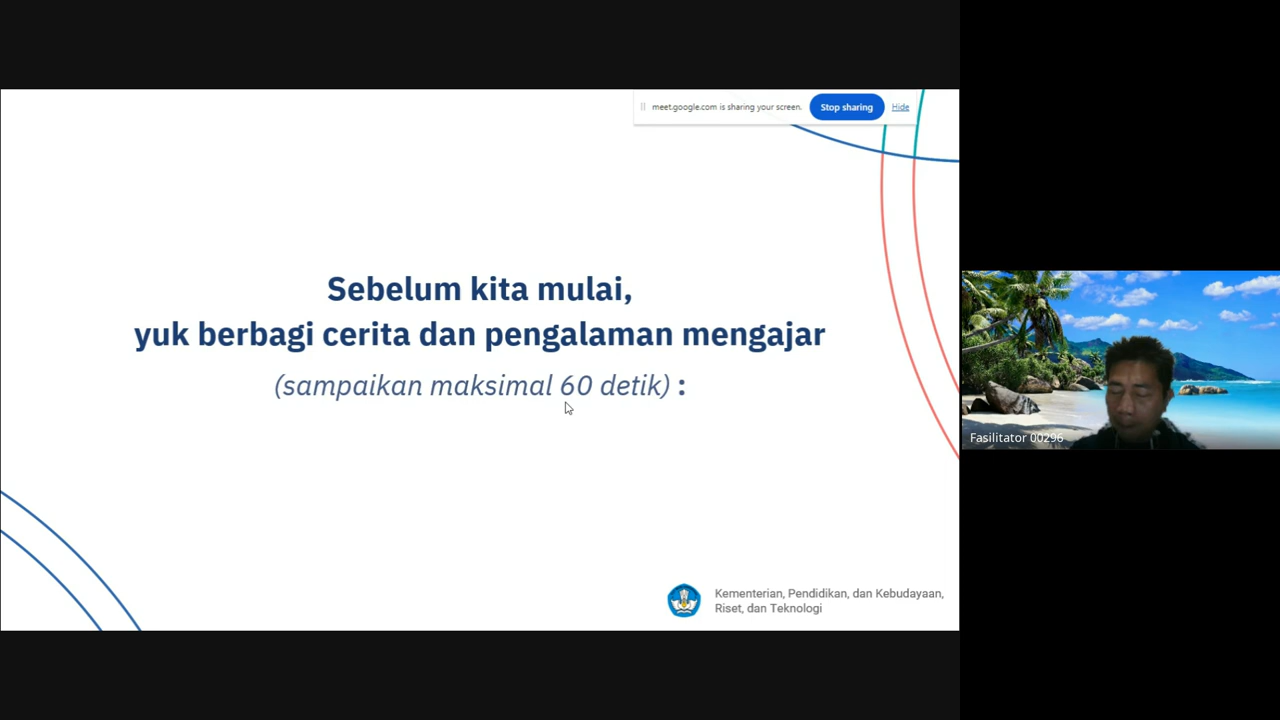 meet.google.com is sharing your screen.
Stop sharing
Hide
Sebelum kita mulai,
yuk berbagi cerita dan pengalaman mengajar
(sampaikan maksimal 60 detik) :
Fasilitator 00296
Kementerian, Pendidikan, dan Kebudayaan,
Riset, dan Teknologi